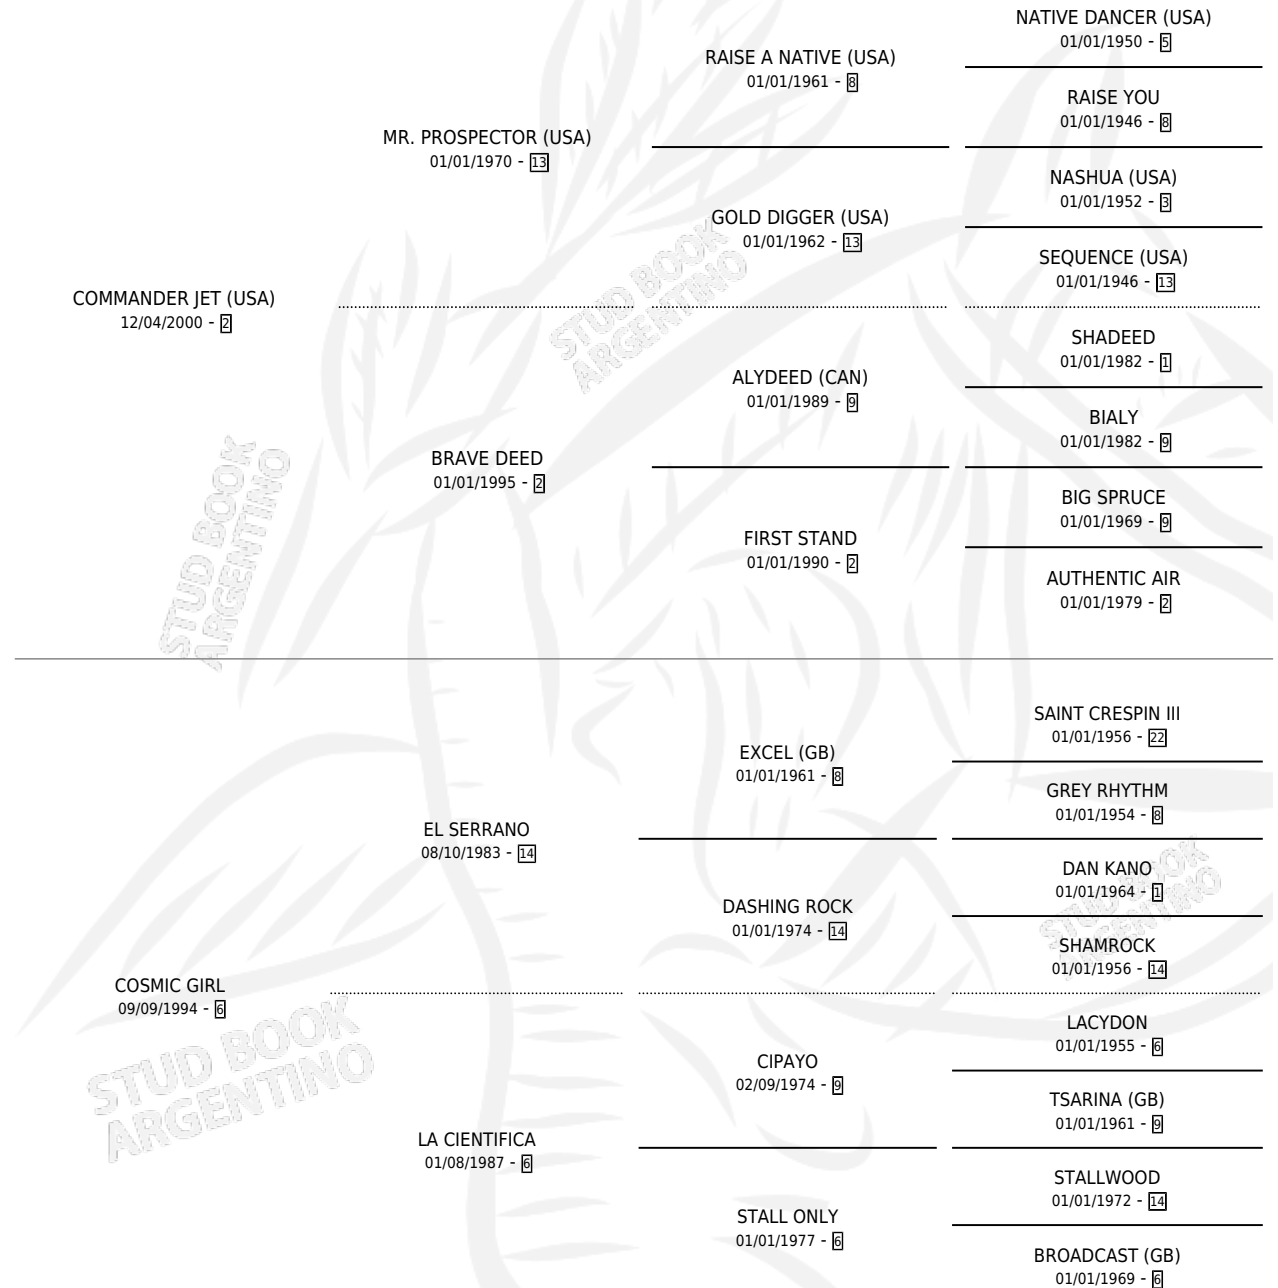 NATIVE DANCER (USA)
01/01/1950 - 5
RAISE A NATIVE (USA)
01/01/1961 - 8
RAISE YOU
01/01/1946 - 8
MR. PROSPECTOR (USA)
01/01/1970 - 13
NASHUA (USA)
01/01/1952 - 3
GOLD DIGGER (USA)
01/01/1962 - 13
SEQUENCE (USA)
01/01/1946 - 13
COMMANDER JET (USA)
12/04/2000 - 2
SHADEED
01/01/1982 - 1
ALYDEED (CAN)
01/01/1989 - 9
BIALY
01/01/1982 - 9
BRAVE DEED
01/01/1995 - 2
BIG SPRUCE
01/01/1969 - 9
FIRST STAND
01/01/1990 - 2
AUTHENTIC AIR
01/01/1979 - 2
SAINT CRESPIN III
01/01/1956 - 22
EXCEL (GB)
01/01/1961 - 8
GREY RHYTHM
01/01/1954 - 8
EL SERRANO
08/10/1983 - 14
DAN KANO
01/01/1964 - 1
DASHING ROCK
01/01/1974 - 14
SHAMROCK
01/01/1956 - 14
COSMIC GIRL
09/09/1994 - 6
LACYDON
01/01/1955 - 6
CIPAYO
02/09/1974 - 9
TSARINA (GB)
01/01/1961 - 9
LA CIENTIFICA
01/08/1987 - 6
STALLWOOD
01/01/1972 - 14
STALL ONLY
01/01/1977 - 6
BROADCAST (GB)
01/01/1969 - 6
STUD BOOK
ARGENTINO
STUD BOOK
ARGENTINO
STUD BOOK
ARGENTINO
STUD BOOK
ARGENTINO